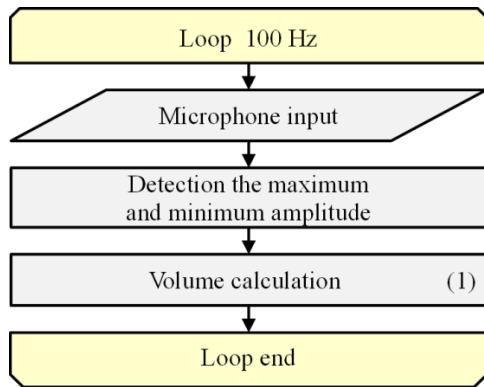 Loop 100 Hz
Microphone input
Detection the maximum
and minimum amplitude
Volume calculation (1)
Loop end